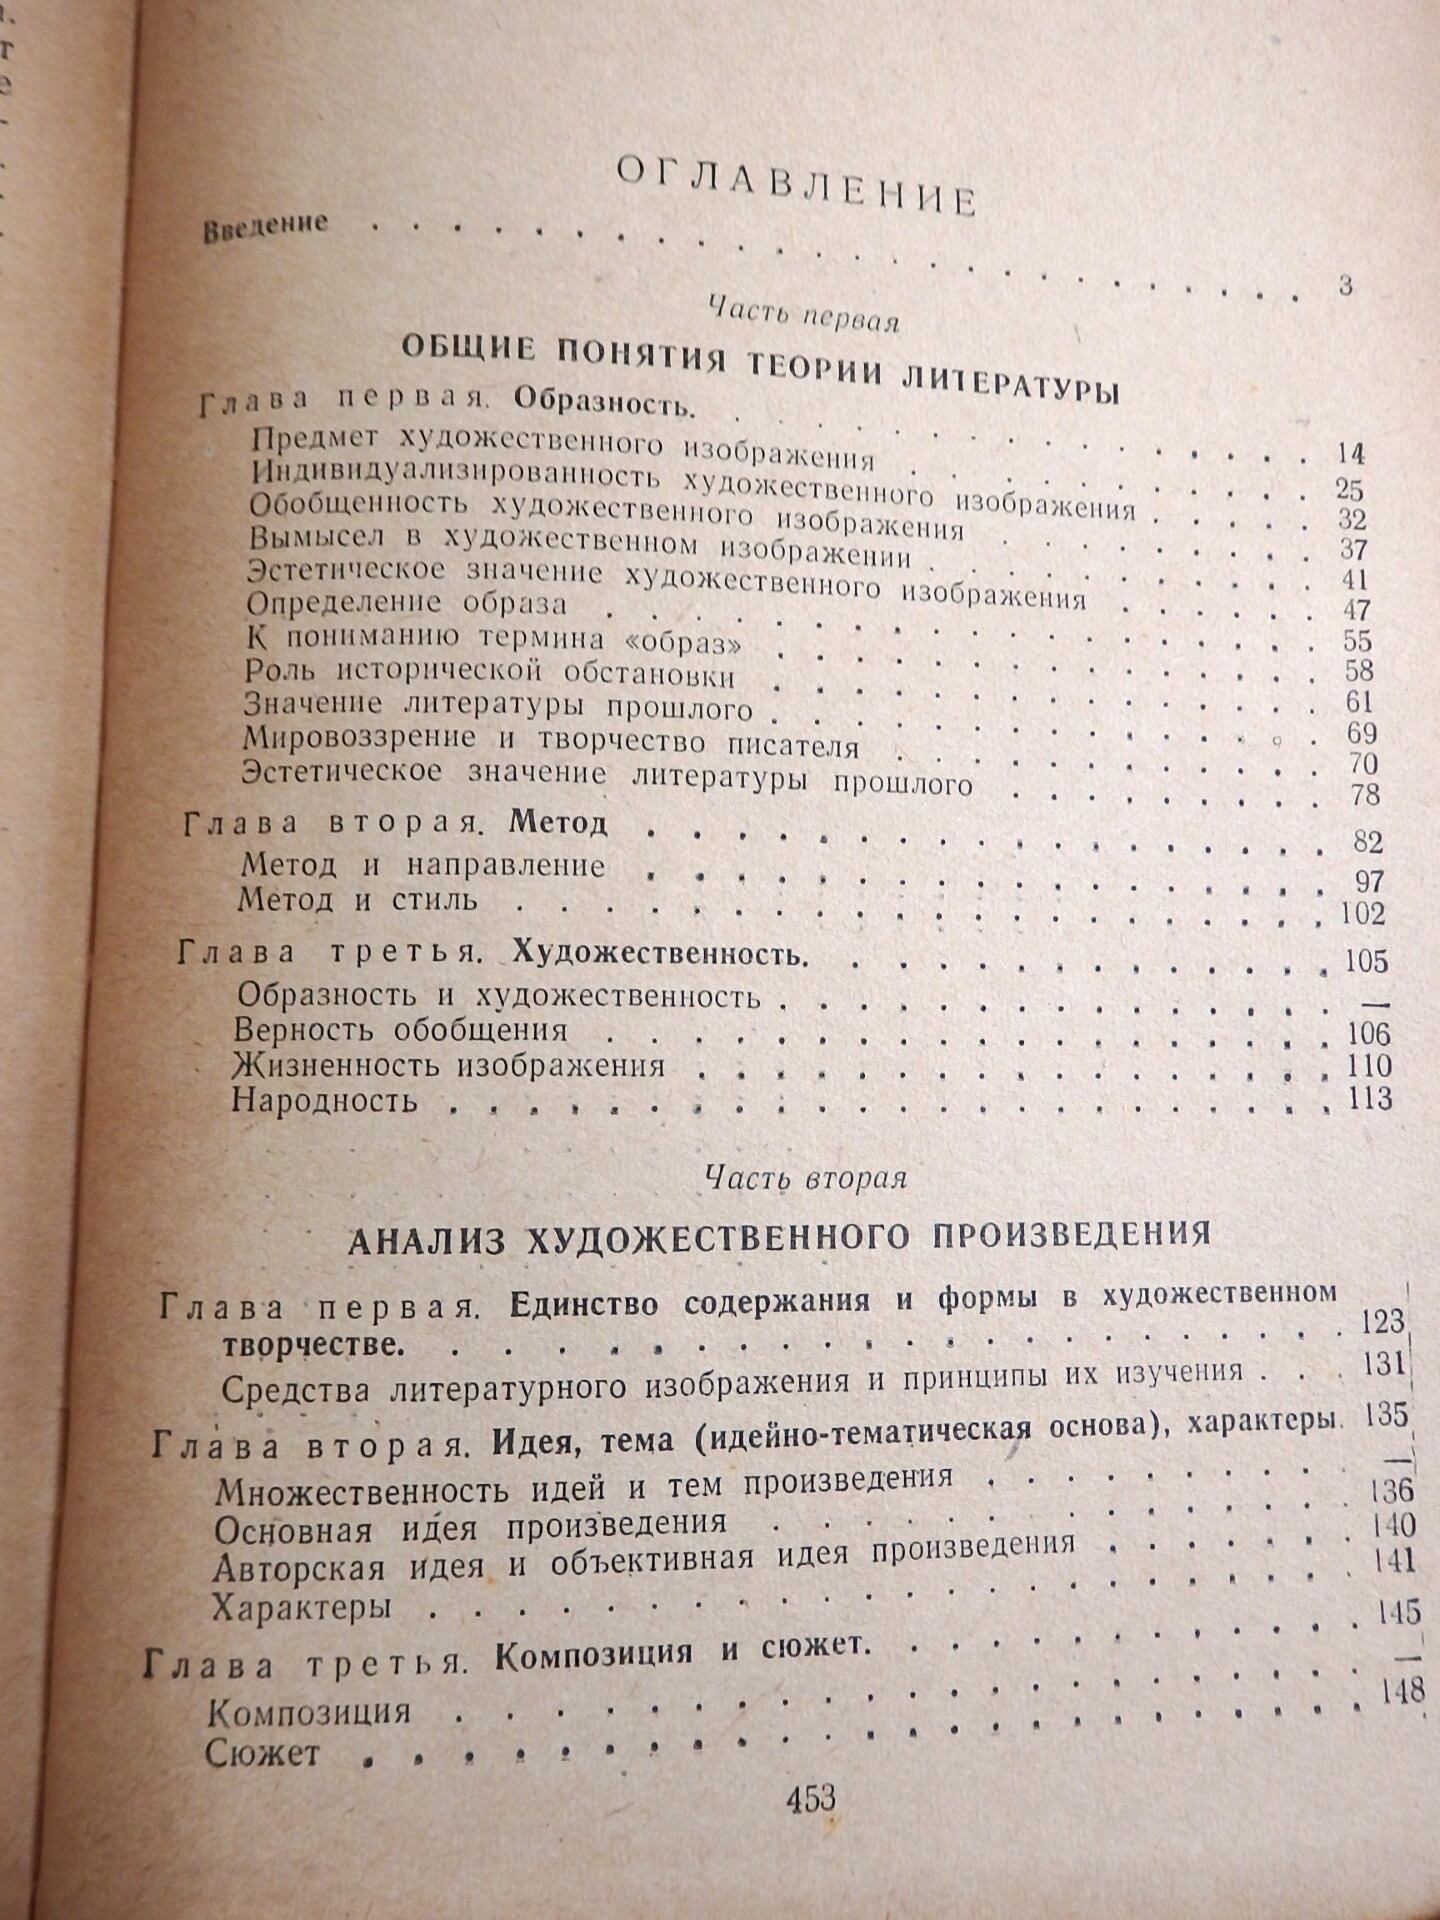 ОГЛАВЛЕНИЕ
Введение . . . . . . . . . . . . . . . . . . . . . . . . 3
Часть первая
ОБЩИЕ ПОНЯТИЯ ТЕОРИИ ЛИТЕРАТУРЫ
Глава первая. Образность. . . . . . . . . . . . . . . . 14
Предмет художественного изображения . . . . . . . . . . 25
Индивидуализированность художественного изображения . . . . . 32
Обобщенность художественного изображения . . . . . . . . 37
Вымысел в художественном изображении . . . . . . . . . . 41
Эстетическое значение художественного изображения . . . . . . 47
Определение образа . . . . . . . . . . . . . . . . . . 55
К пониманию термина «образ» . . . . . . . . . . . . . . 58
Роль исторической обстановки . . . . . . . . . . . . . . 61
Значение литературы прошлого . . . . . . . . . . . . . . 69
Мировоззрение и творчество писателя . . . . . . . . . . . 70
Эстетическое значение литературы прошлого . . . . . . . . 78
Глава вторая. Метод . . . . . . . . . . . . . . . . . 82
Метод и направление . . . . . . . . . . . . . . . . . 97
Метод и стиль . . . . . . . . . . . . . . . . . . . . 102
Глава третья. Художественность. . . . . . . . . . . . . . 105
Образность и художественность . . . . . . . . . . . . . . —
Верность обобщения . . . . . . . . . . . . . . . . . . 106
Жизненность изображения . . . . . . . . . . . . . . . . 110
Народность . . . . . . . . . . . . . . . . . . . . . . 113
Часть вторая
АНАЛИЗ ХУДОЖЕСТВЕННОГО ПРОИЗВЕДЕНИЯ
Глава первая. Единство содержания и формы в художественном
творчестве. . . . . . . . . . . . . . . . . . . . . . 123
Средства литературного изображения и принципы их изучения . . . 131
Глава вторая. Идея, тема (идейно-тематическая основа), характеры. 135
Множественность идей и тем произведения . . . . . . . . . —
Основная идея произведения . . . . . . . . . . . . . . 136
Авторская идея и объективная идея произведения . . . . . . . 140
Характеры . . . . . . . . . . . . . . . . . . . . . . 141
Глава третья. Композиция и сюжет. . . . . . . . . . . . . 145
Композиция . . . . . . . . . . . . . . . . . . . . . . —
Сюжет . . . . . . . . . . . . . . . . . . . . . . . . 148
453